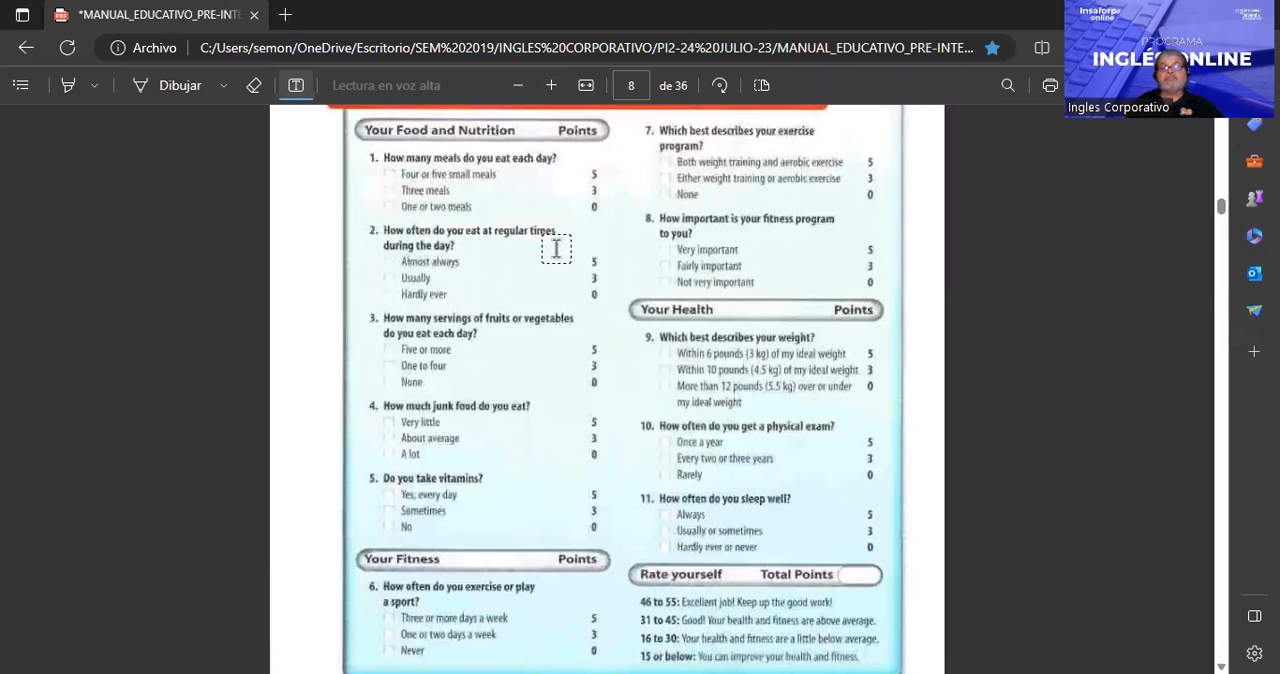 *MANUAL_EDUCATIVO_PRE-INTE
Archivo
C:/Users/semon/OneDrive/Escritorio/SEM%202019/INGLES%20CORPORATIVO/PI2-24%20JULIO-23/MANUAL_EDUCATIVO_PRE-INTE...
Dibujar
Lectura en voz alta
8
de 36
Insaforp
online
PROGRAMA
INGLÉS ONLINE
Ingles Corporativo
Your Food and Nutrition Points
1. How many meals do you eat each day?
Four or five small meals 5
Three meals 3
One or two meals 0
2. How often do you eat at regular times
during the day?
Almost always 5
Usually 3
Hardly ever 0
3. How many servings of fruits or vegetables
do you eat each day?
Five or more 5
One to four 3
None 0
4. How much junk food do you eat?
Very little 5
About average 3
A lot 0
5. Do you take vitamins?
Yes, every day 5
Sometimes 3
No 0
Your Fitness Points
6. How often do you exercise or play
a sport?
Three or more days a week 5
One or two days a week 3
Never 0
7. Which best describes your exercise
program?
Both weight training and aerobic exercise 5
Either weight training or aerobic exercise 3
None 0
8. How important is your fitness program
to you?
Very important 5
Fairly important 3
Not very important 0
Your Health Points
9. Which best describes your weight?
Within 6 pounds (3 kg) of my ideal weight 5
Within 10 pounds (4.5 kg) of my ideal weight 3
More than 12 pounds (5.5 kg) over or under 0
my ideal weight
10. How often do you get a physical exam?
Once a year 5
Every two or three years 3
Rarely 0
11. How often do you sleep well?
Always 5
Usually or sometimes 3
Hardly ever or never 0
Rate yourself Total Points
46 to 55: Excellent job! Keep up the good work!
31 to 45: Good! Your health and fitness are above average.
16 to 30: Your health and fitness are a little below average.
15 or below: You can improve your health and fitness.